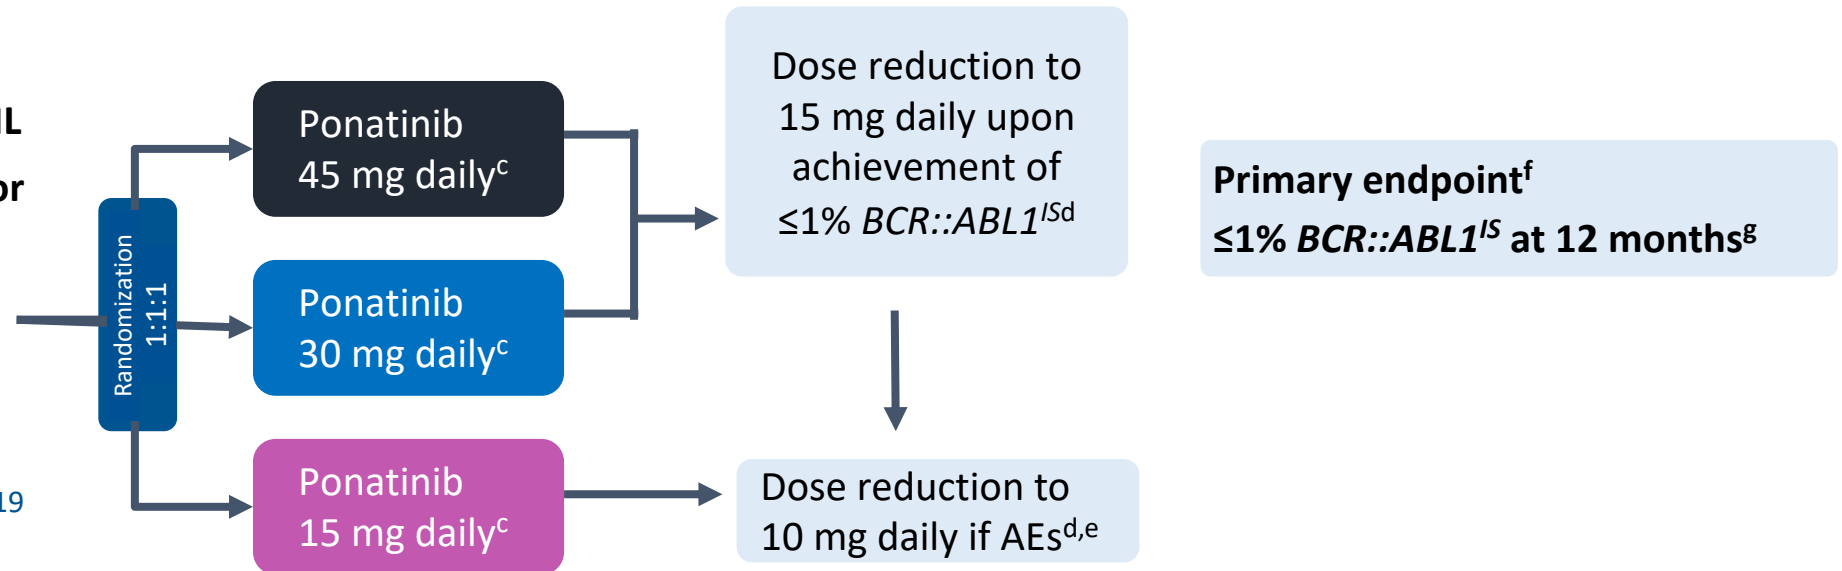 or
19
Randomization
1:1:1
Ponatinib
45 mg daily^c
Ponatinib
30 mg daily^c
Ponatinib
15 mg daily^c
Dose reduction to
15 mg daily upon
achievement of
≤1% BCR::ABL1^ISd
Dose reduction to
10 mg daily if AEs^d,e
Primary endpoint^f
≤1% BCR::ABL1^IS at 12 months^g